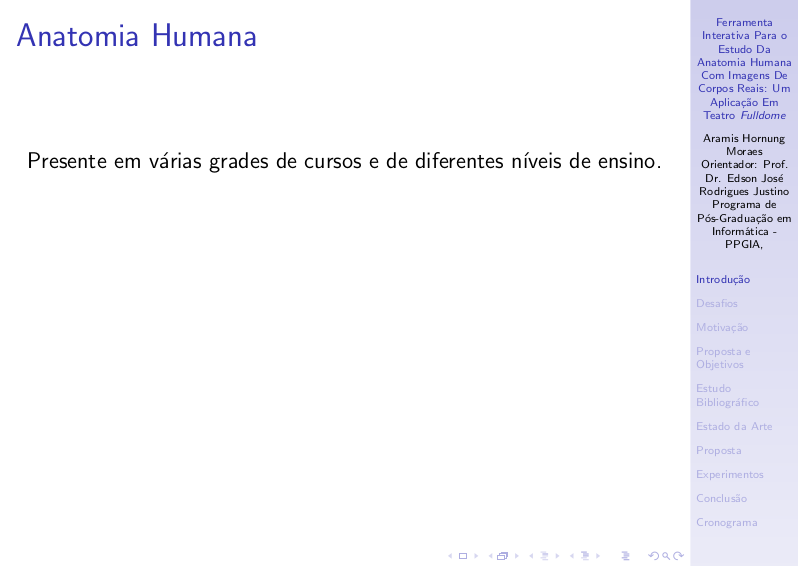 Anatomia Humana
Presente em várias grades de cursos e de diferentes níveis de ensino.
Ferramenta
Interativa Para o
Estudo Da
Anatomia Humana
Com Imagens De
Corpos Reais: Um
Aplicação Em
Teatro Fulldome
Aramis Hornung
Moraes
Orientador: Prof.
Dr. Edson José
Rodrigues Justino
Programa de
Pós-Graduação em
Informática -
PPGIA,
Introdução
Desafios
Motivação
Proposta e
Objetivos
Estudo
Bibliográfico
Estado da Arte
Proposta
Experimentos
Conclusão
Cronograma